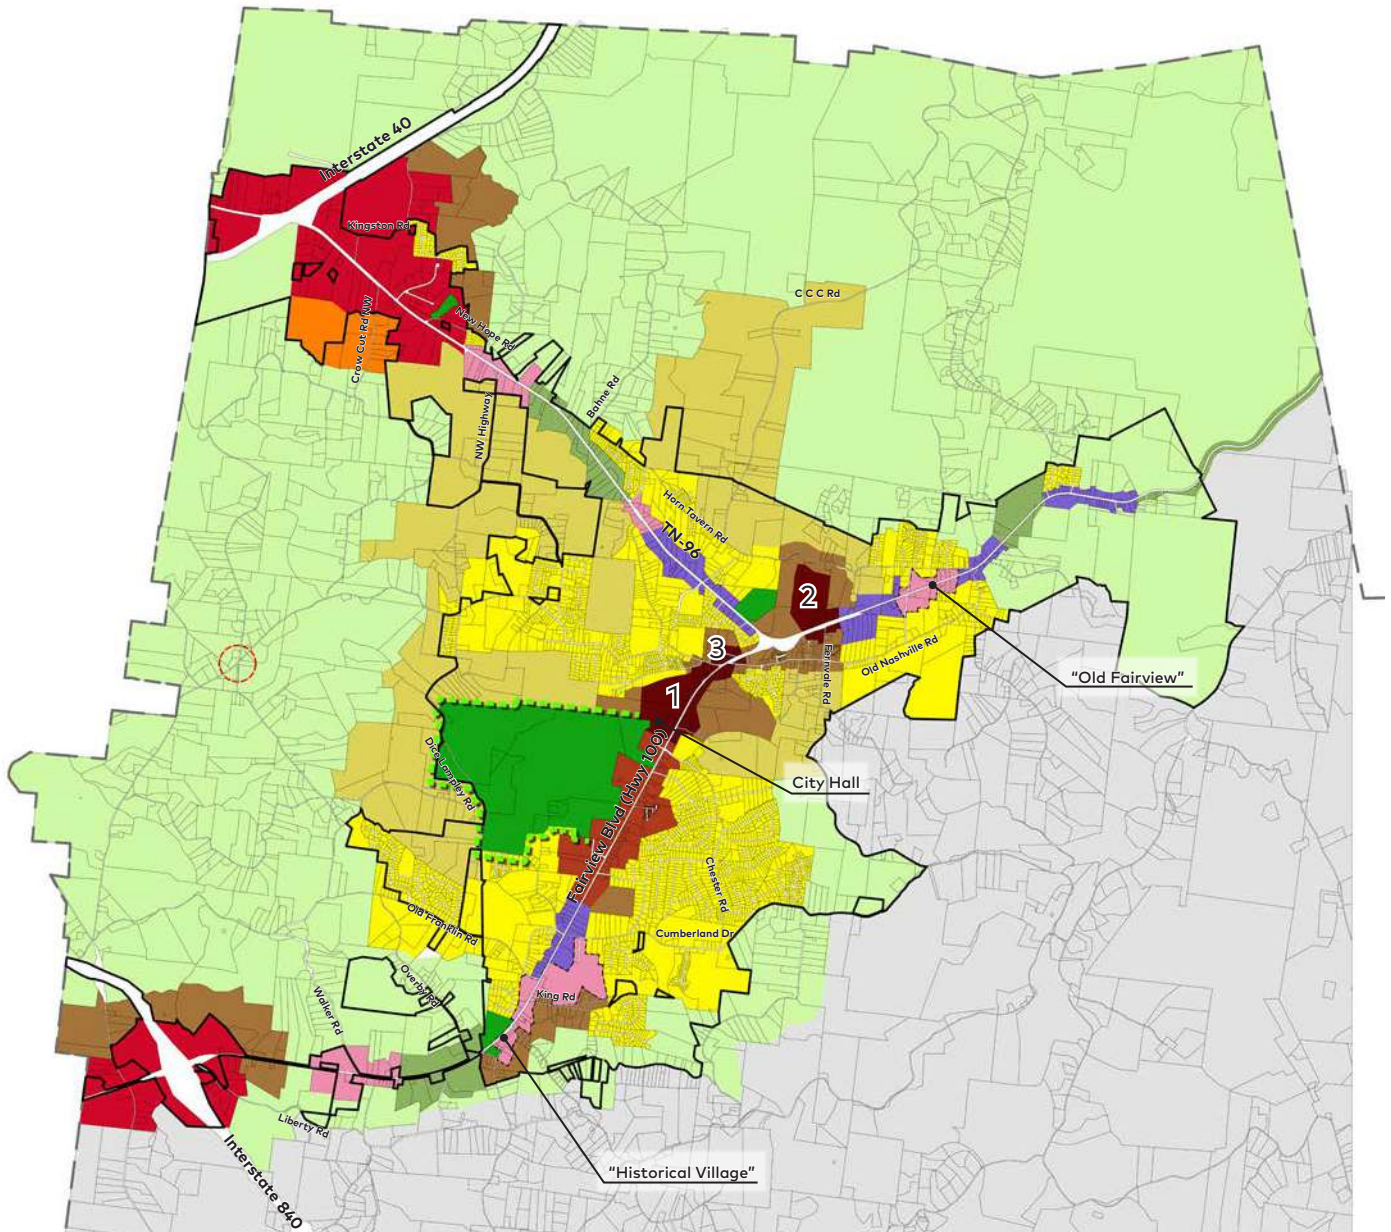 Interstate 40
Kingston Rd
C C C Rd
New Hope Rd
Crow Cut Rd NW
Bahne Rd
NW Highway
Horn Tavern Rd
TN-96
2
3
Old Nashville Rd
Fernvale Rd
"Old Fairview"
1
Dice Lampley Rd
City Hall
Fairview Blvd (Hwy 100)
Chester Rd
Old Franklin Rd
Cumberland Dr
Overby Rd
King Rd
Walker Rd
Liberty Rd
Interstate 840
"Historical Village"